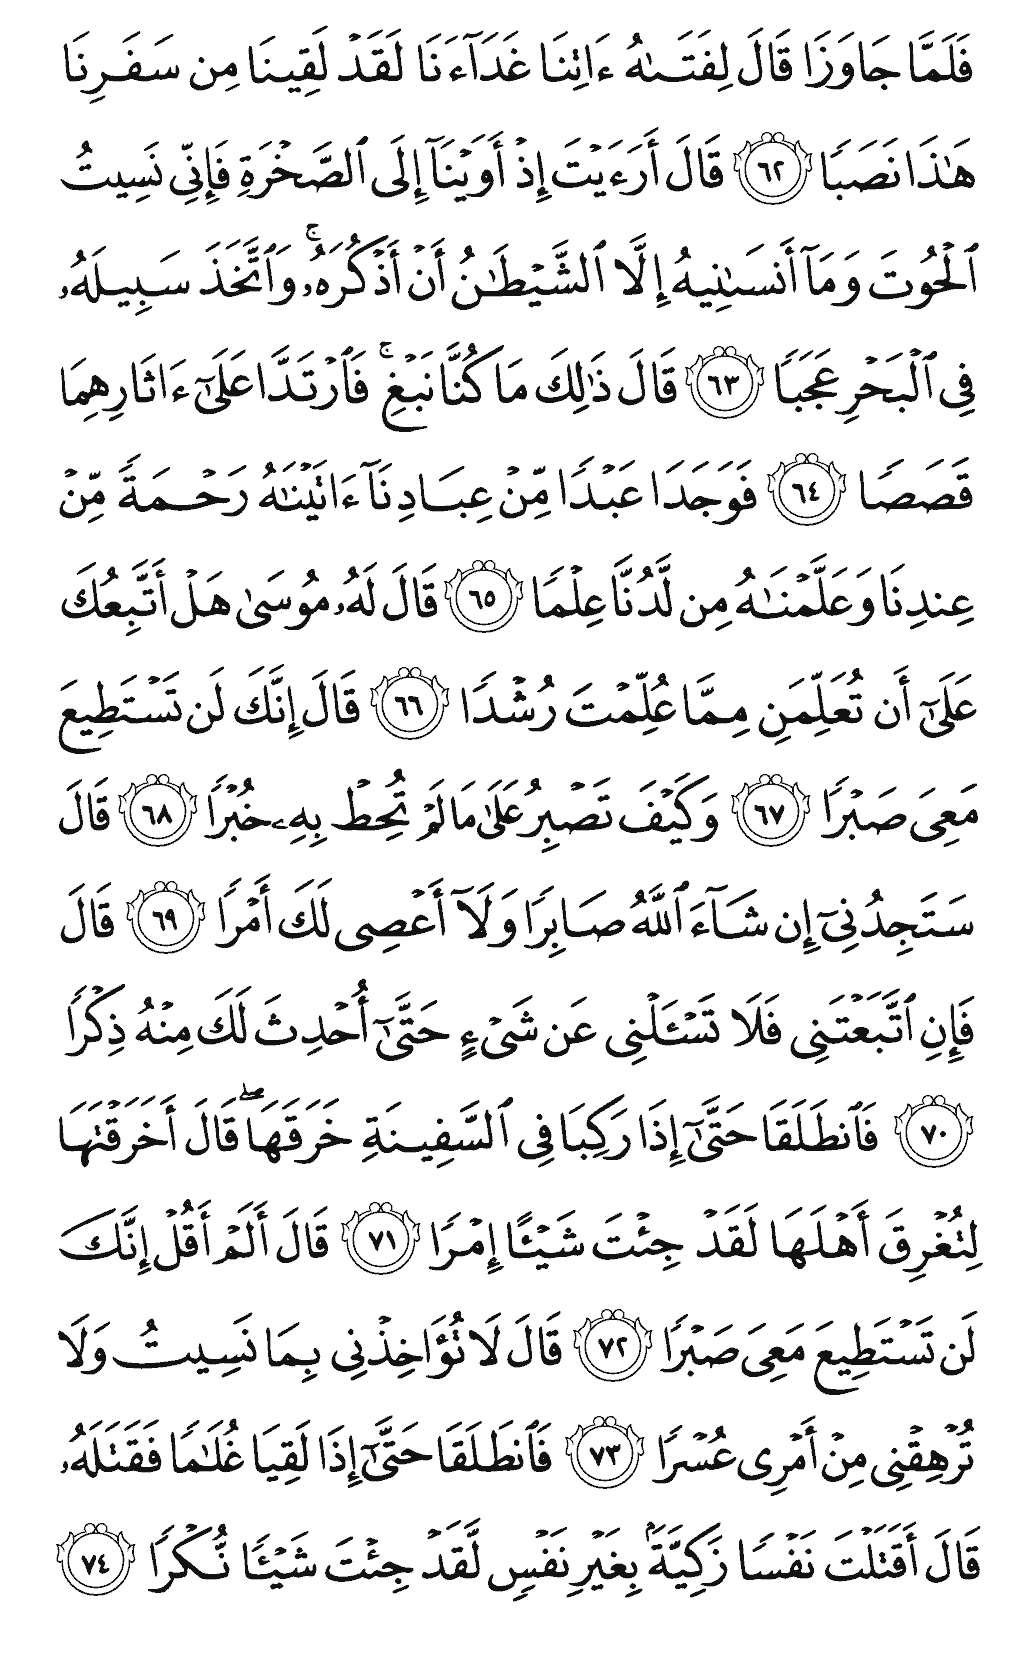 فَلَمَّا جَاوَزَا قَالَ لِفَتَىٰهُ ءَاتِنَا غَدَآءَنَا لَقَدۡ لَقِينَا مِن سَفَرِنَا
هَٰذَا نَصَبٗا ٦٢ قَالَ أَرَءَيۡتَ إِذۡ أَوَيۡنَآ إِلَى ٱلصَّخۡرَةِ فَإِنِّي نَسِيتُ
ٱلۡحُوتَ وَمَآ أَنسَىٰنِيهُ إِلَّا ٱلشَّيۡطَٰنُ أَنۡ أَذۡكُرَهُۥۚ وَٱتَّخَذَ سَبِيلَهُۥ
فِي ٱلۡبَحۡرِ عَجَبٗا ٦٣ قَالَ ذَٰلِكَ مَا كُنَّا نَبۡغِۚ فَٱرۡتَدَّا عَلَىٰٓ ءَاثَارِهِمَا
قَصَصٗا ٦٤ فَوَجَدَا عَبۡدٗا مِّنۡ عِبَادِنَآ ءَاتَيۡنَٰهُ رَحۡمَةٗ مِّنۡ
عِندِنَا وَعَلَّمۡنَٰهُ مِن لَّدُنَّا عِلۡمٗا ٦٥ قَالَ لَهُۥ مُوسَىٰ هَلۡ أَتَّبِعُكَ
عَلَىٰٓ أَن تُعَلِّمَنِ مِمَّا عُلِّمۡتَ رُشۡدٗا ٦٦ قَالَ إِنَّكَ لَن تَسۡتَطِيعَ
مَعِيَ صَبۡرٗا ٦٧ وَكَيۡفَ تَصۡبِرُ عَلَىٰ مَا لَمۡ تُحِطۡ بِهِۦ خُبۡرٗا ٦٨ قَالَ
سَتَجِدُنِيٓ إِن شَآءَ ٱللَّهُ صَابِرٗا وَلَآ أَعۡصِي لَكَ أَمۡرٗا ٦٩ قَالَ
فَإِنِ ٱتَّبَعۡتَنِي فَلَا تَسۡـَٔلۡنِي عَن شَيۡءٍ حَتَّىٰٓ أُحۡدِثَ لَكَ مِنۡهُ ذِكۡرٗا
٧٠ فَٱنطَلَقَا حَتَّىٰٓ إِذَا رَكِبَا فِي ٱلسَّفِينَةِ خَرَقَهَاۖ قَالَ أَخَرَقۡتَهَا
لِتُغۡرِقَ أَهۡلَهَا لَقَدۡ جِئۡتَ شَيۡـًٔا إِمۡرٗا ٧١ قَالَ أَلَمۡ أَقُلۡ إِنَّكَ
لَن تَسۡتَطِيعَ مَعِيَ صَبۡرٗا ٧٢ قَالَ لَا تُؤَاخِذۡنِي بِمَا نَسِيتُ وَلَا
تُرۡهِقۡنِي مِنۡ أَمۡرِي عُسۡرٗا ٧٣ فَٱنطَلَقَا حَتَّىٰٓ إِذَا لَقِيَا غُلَٰمٗا فَقَتَلَهُۥ
قَالَ أَقَتَلۡتَ نَفۡسٗا زَكِيَّةَۢ بِغَيۡرِ نَفۡسٖ لَّقَدۡ جِئۡتَ شَيۡـٔٗا نُّكۡرٗا ٧٤